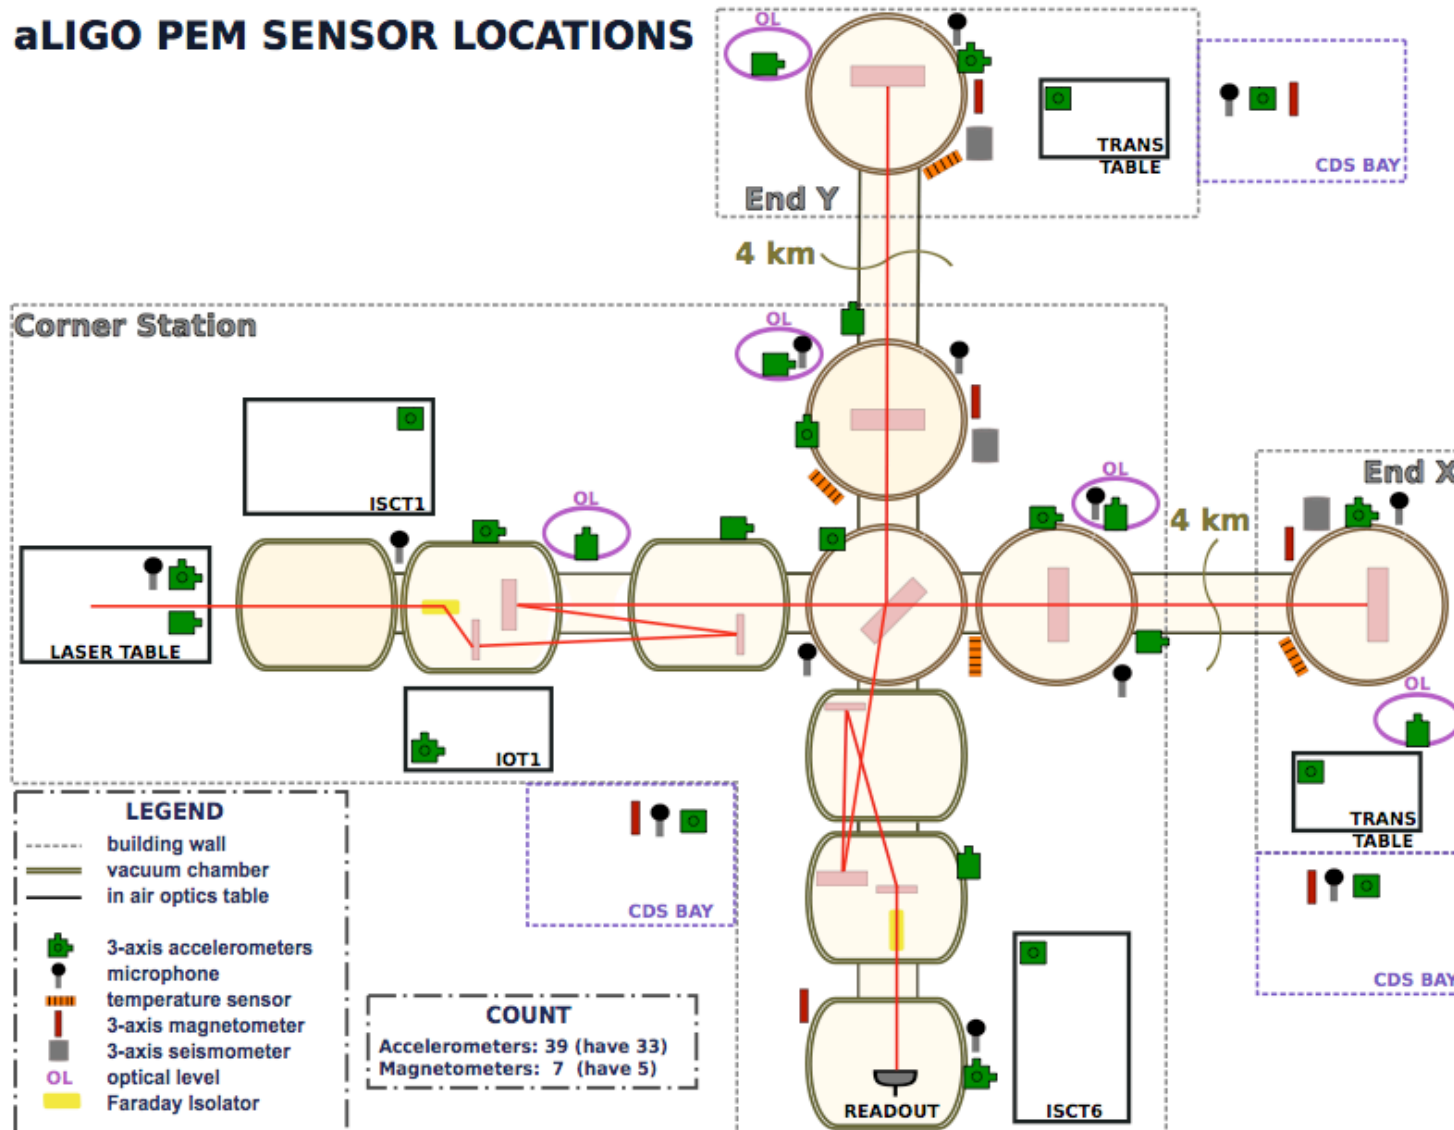 aLIGO PEM SENSOR LOCATIONS
OL
TRANS
TABLE
CDS BAY
End Y
4 km
Corner Station
OL
ISCT1
OL
OL
4 km
End X
LASER TABLE
IOT1
OL
TRANS
TABLE
CDS BAY
CDS BAY
READOUT
ISCT6
LEGEND
building wall
vacuum chamber
in air optics table
3-axis accelerometers
microphone
temperature sensor
3-axis magnetometer
3-axis seismometer
OL optical level
Faraday Isolator
COUNT
Accelerometers: 39 (have 33)
Magnetometers: 7 (have 5)